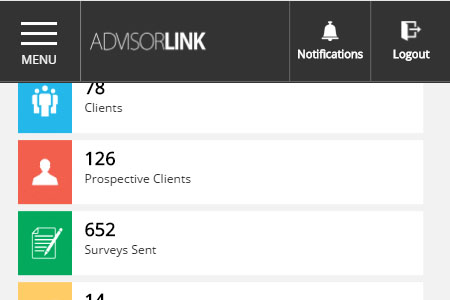 MENU
ADVISORLINK
Notifications
Logout
78
Clients
126
Prospective Clients
652
Surveys Sent
14